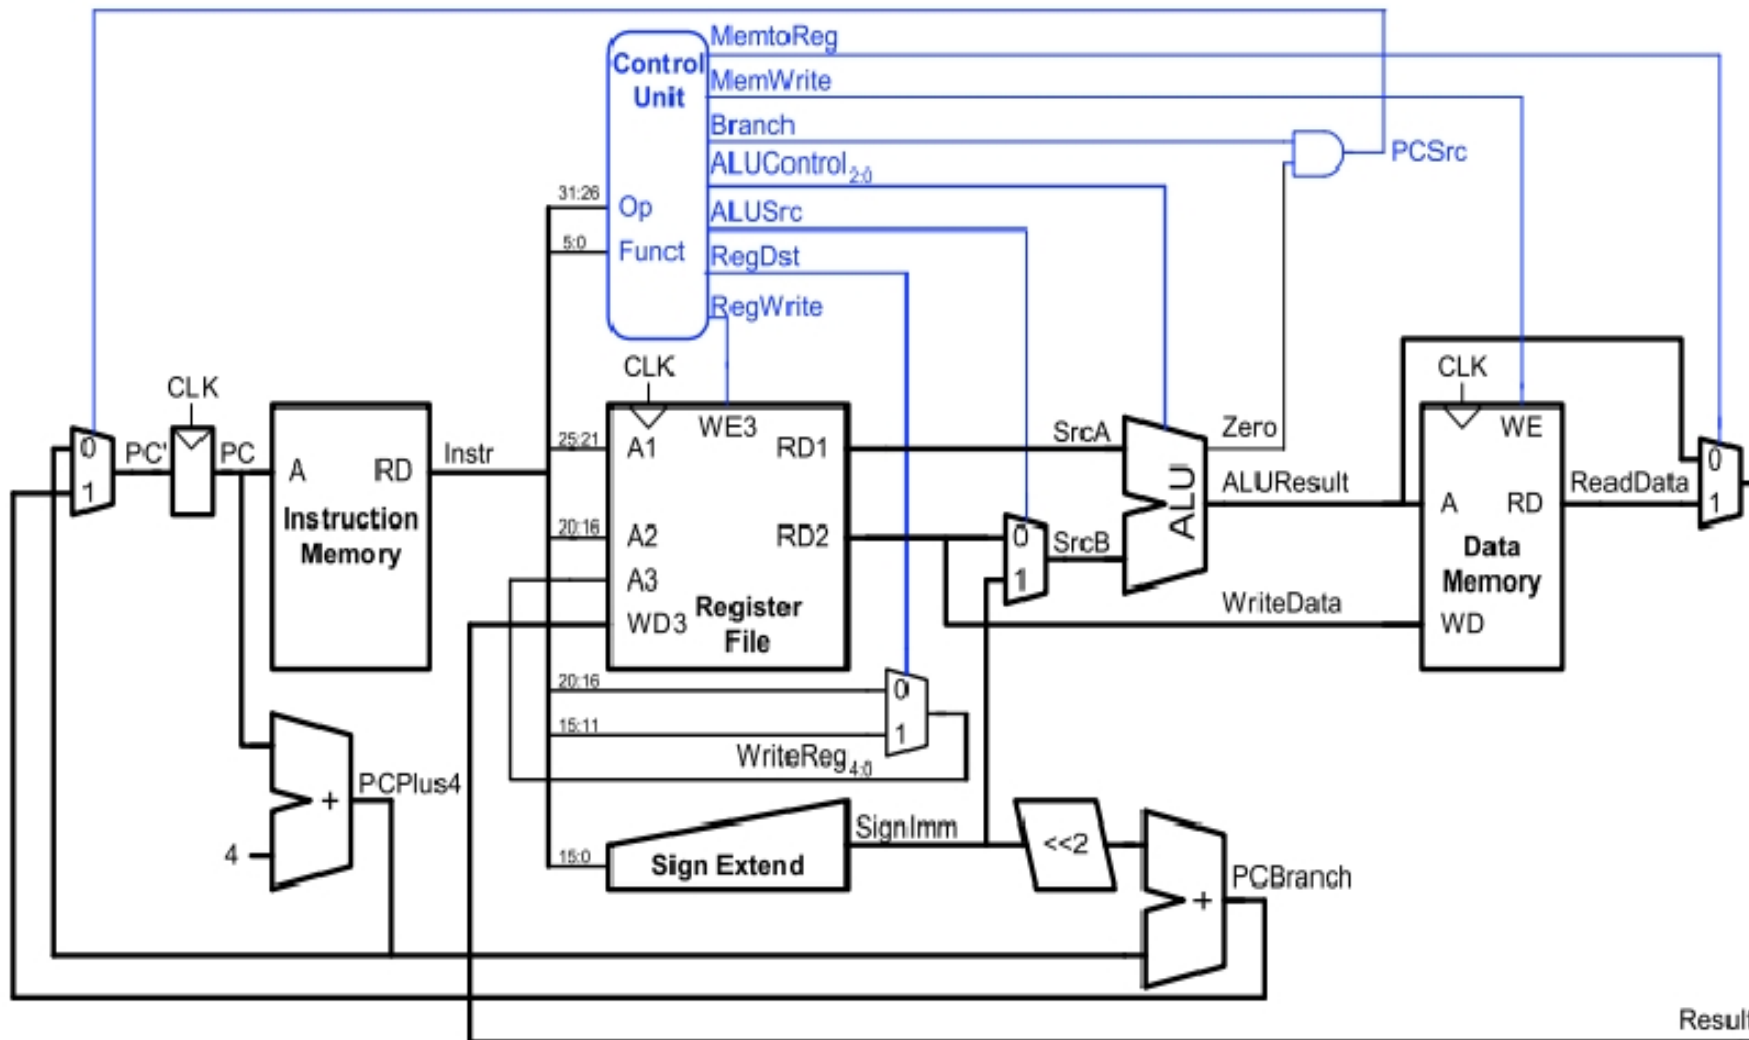 MemtoReg
Control
Unit
MemWrite
Branch
PCSrc
ALUControl2:0
31:26
Op
ALUSrc
5:0
Funct
RegDst
RegWrite
CLK
CLK
CLK
0
1
PC'
PC
A
RD
Instruction
Memory
Instr
25:21
A1
WE3
RD1
SrcA
Zero
WE
0
1
ALU
ALUResult
A
RD
ReadData
20:16
A2
RD2
0
1
SrcB
Data
Memory
A3
WD3
Register
File
WriteData
WD
20:16
0
15:11
1
WriteReg4:0
PCPlus4
+
4
SignImm
<<2
15:0
Sign Extend
PCBranch
+
Result